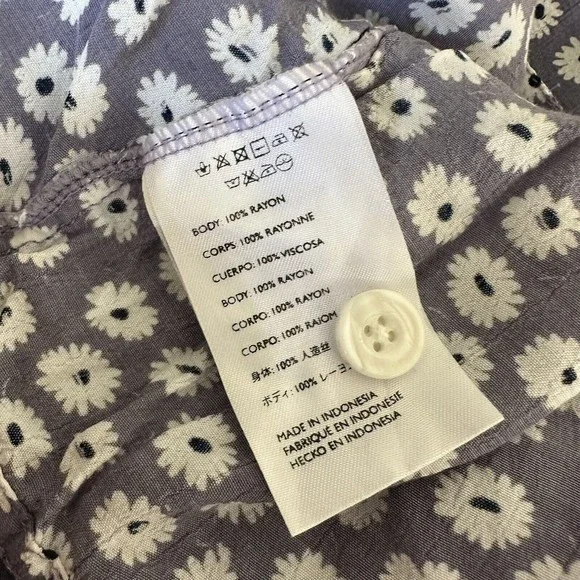 BODY: 100% RAYON
CORPS: 100% RAYONNE
CUERPO: 100% VISCOSA
BODY: 100% RAYON
CORPO: 100% RAYON
CORPO: 100% RAIOM
身体: 100% 人造丝
ボディ: 100% レーヨ
MADE IN INDONESIA
FABRIQUÉ EN INDONÉSIE
HECKO EN INDONESIA